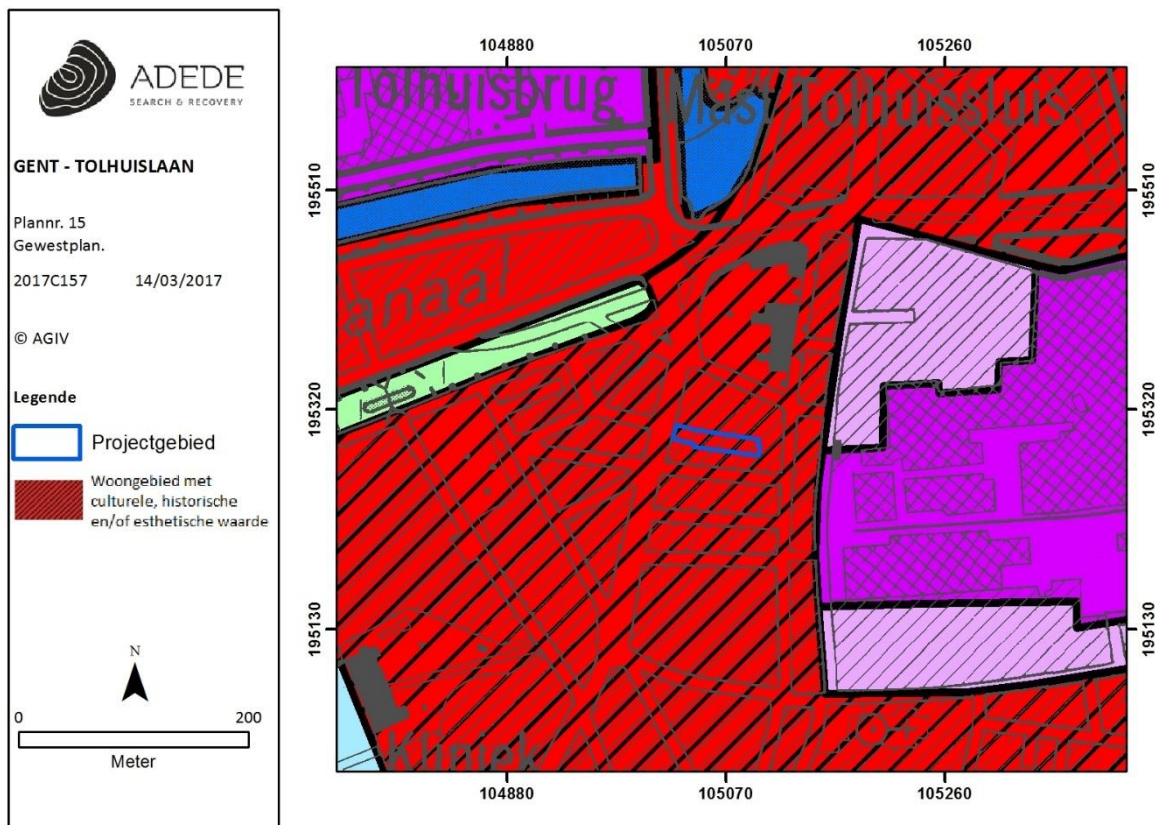 ADEDE
SEARCH & RECOVERY
GENT - TOLHUISLAAN
Plannr. 15
Gewestplan.
2017C157 14/03/2017
© AGIV
Legende
Projectgebied
Woongebied met
culturele, historische
en/of esthetische waarde
N
0 200
Meter
104880 105070 105260
Tolhuisbrug Mast Tolhuissluis
195510 195510
anaal
195320 195320
195130 195130
Kliniek
104880 105070 105260